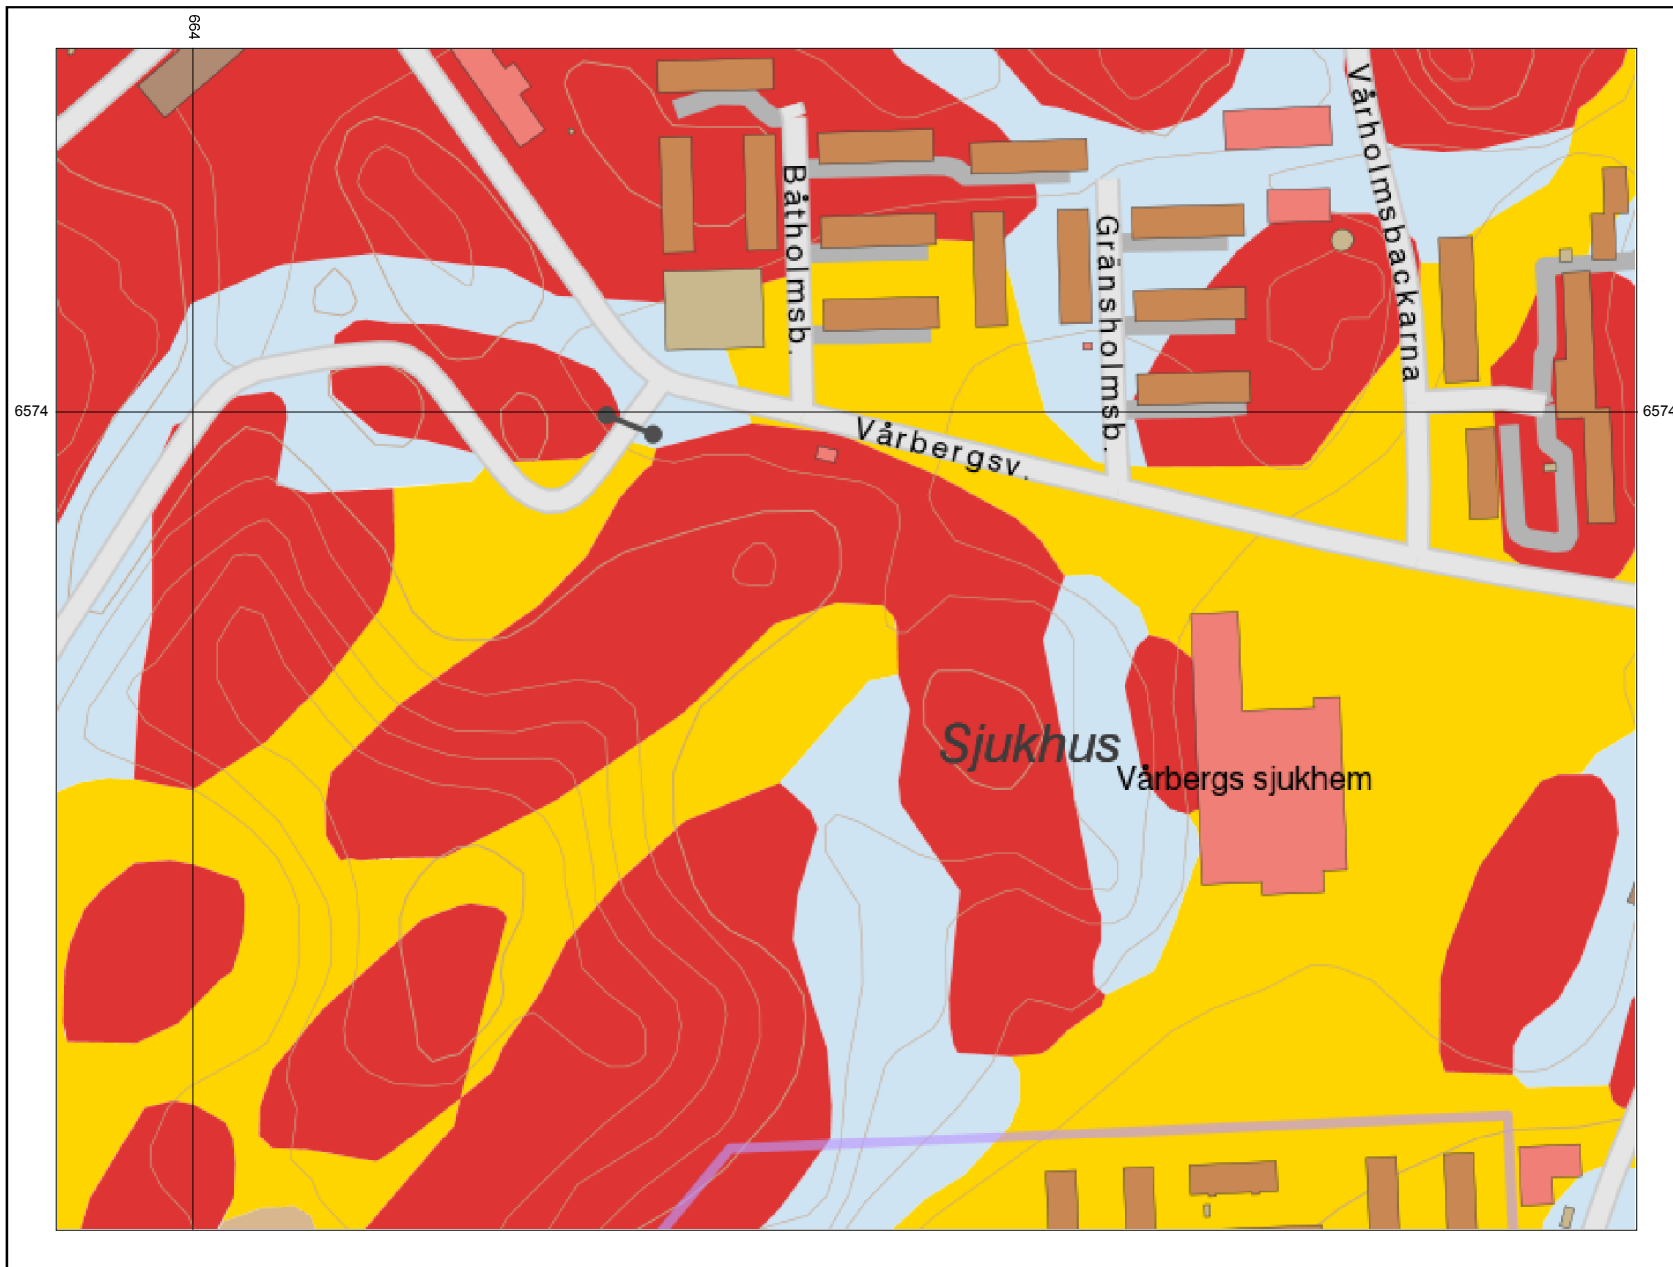 664
Vårholmsbackarna
Båtholmsb.
Gränsholmsb.
6574
6574
Vårbergsv.
Sjukhus
Vårbergs sjukhem